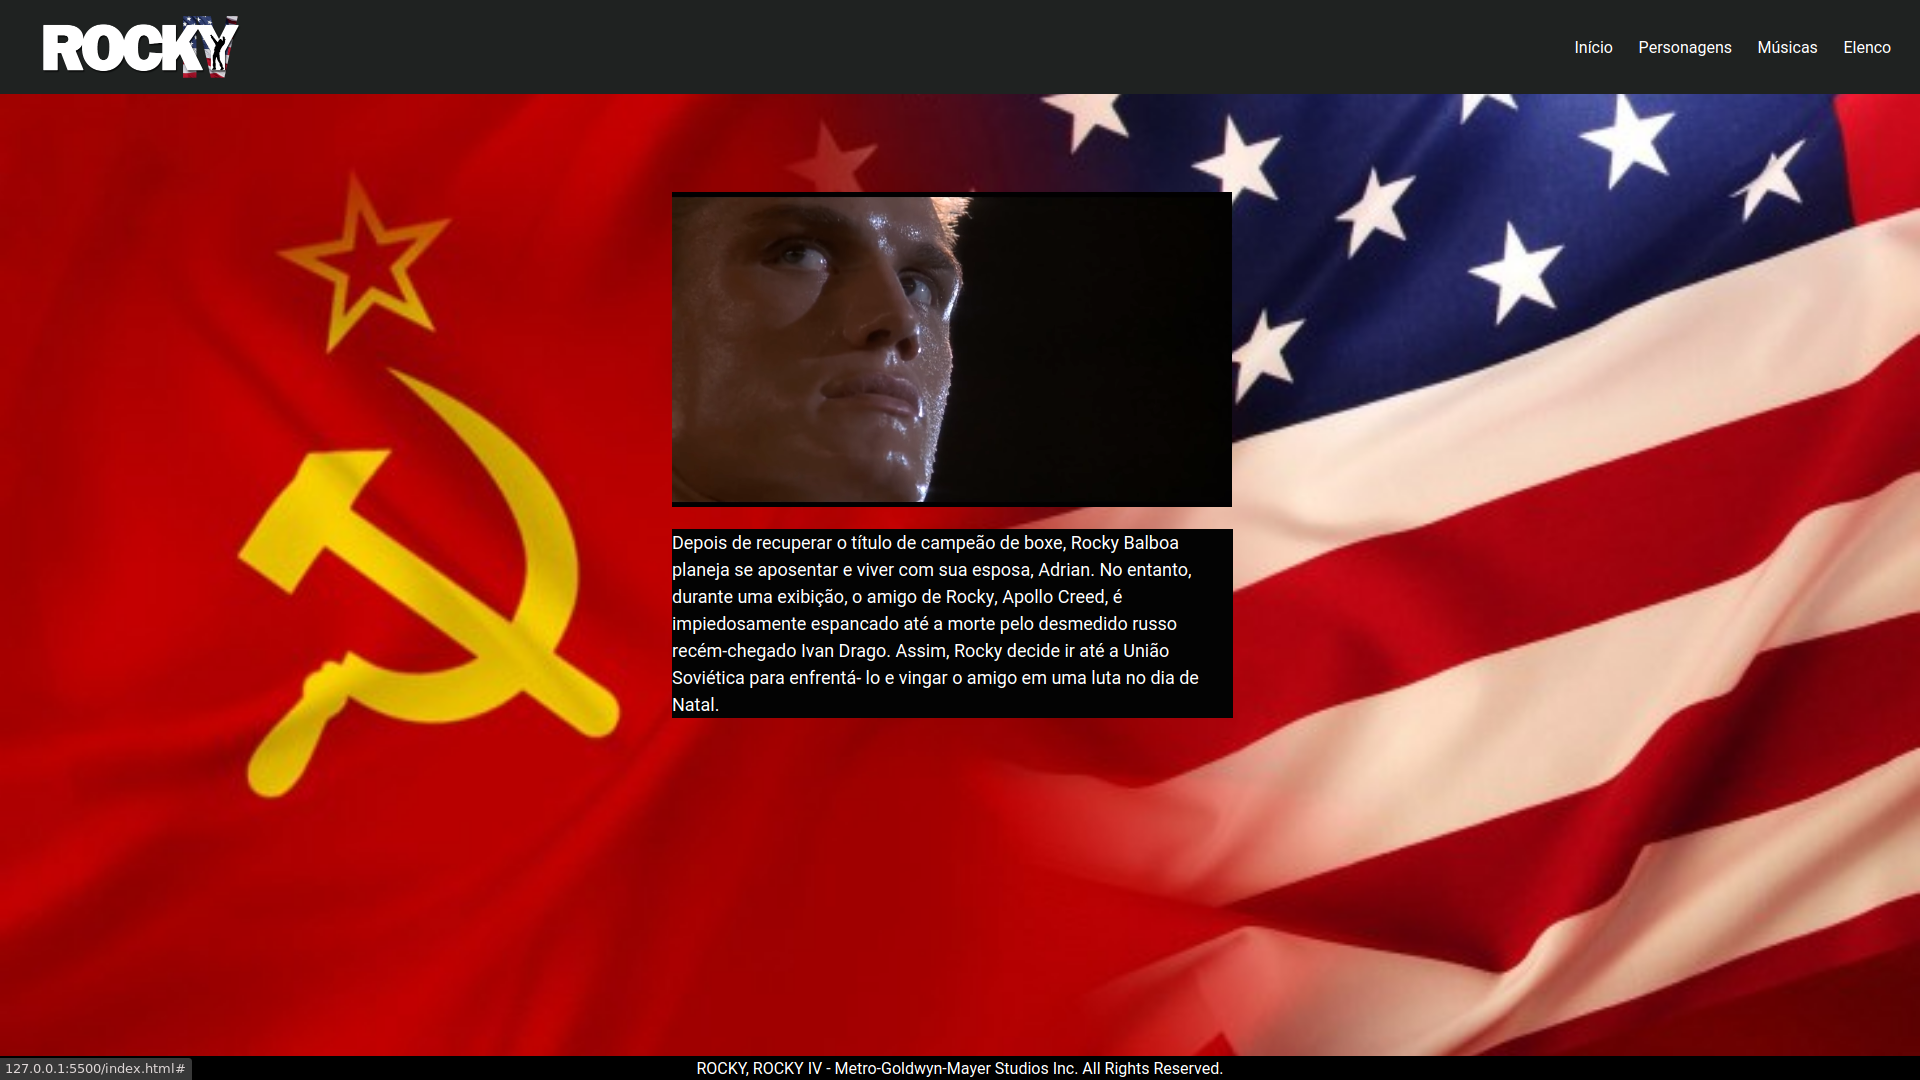 ROCKY
Início Personagens Músicas Elenco
Depois de recuperar o título de campeão de boxe, Rocky Balboa
planeja se aposentar e viver com sua esposa, Adrian. No entanto,
durante uma exibição, o amigo de Rocky, Apollo Creed, é
impiedosamente espancado até a morte pelo desmedido russo
recém-chegado Ivan Drago. Assim, Rocky decide ir até a União
Soviética para enfrentá- lo e vingar o amigo em uma luta no dia de
Natal.
127.0.0.1:5500/index.html#
ROCKY, ROCKY IV - Metro-Goldwyn-Mayer Studios Inc. All Rights Reserved.